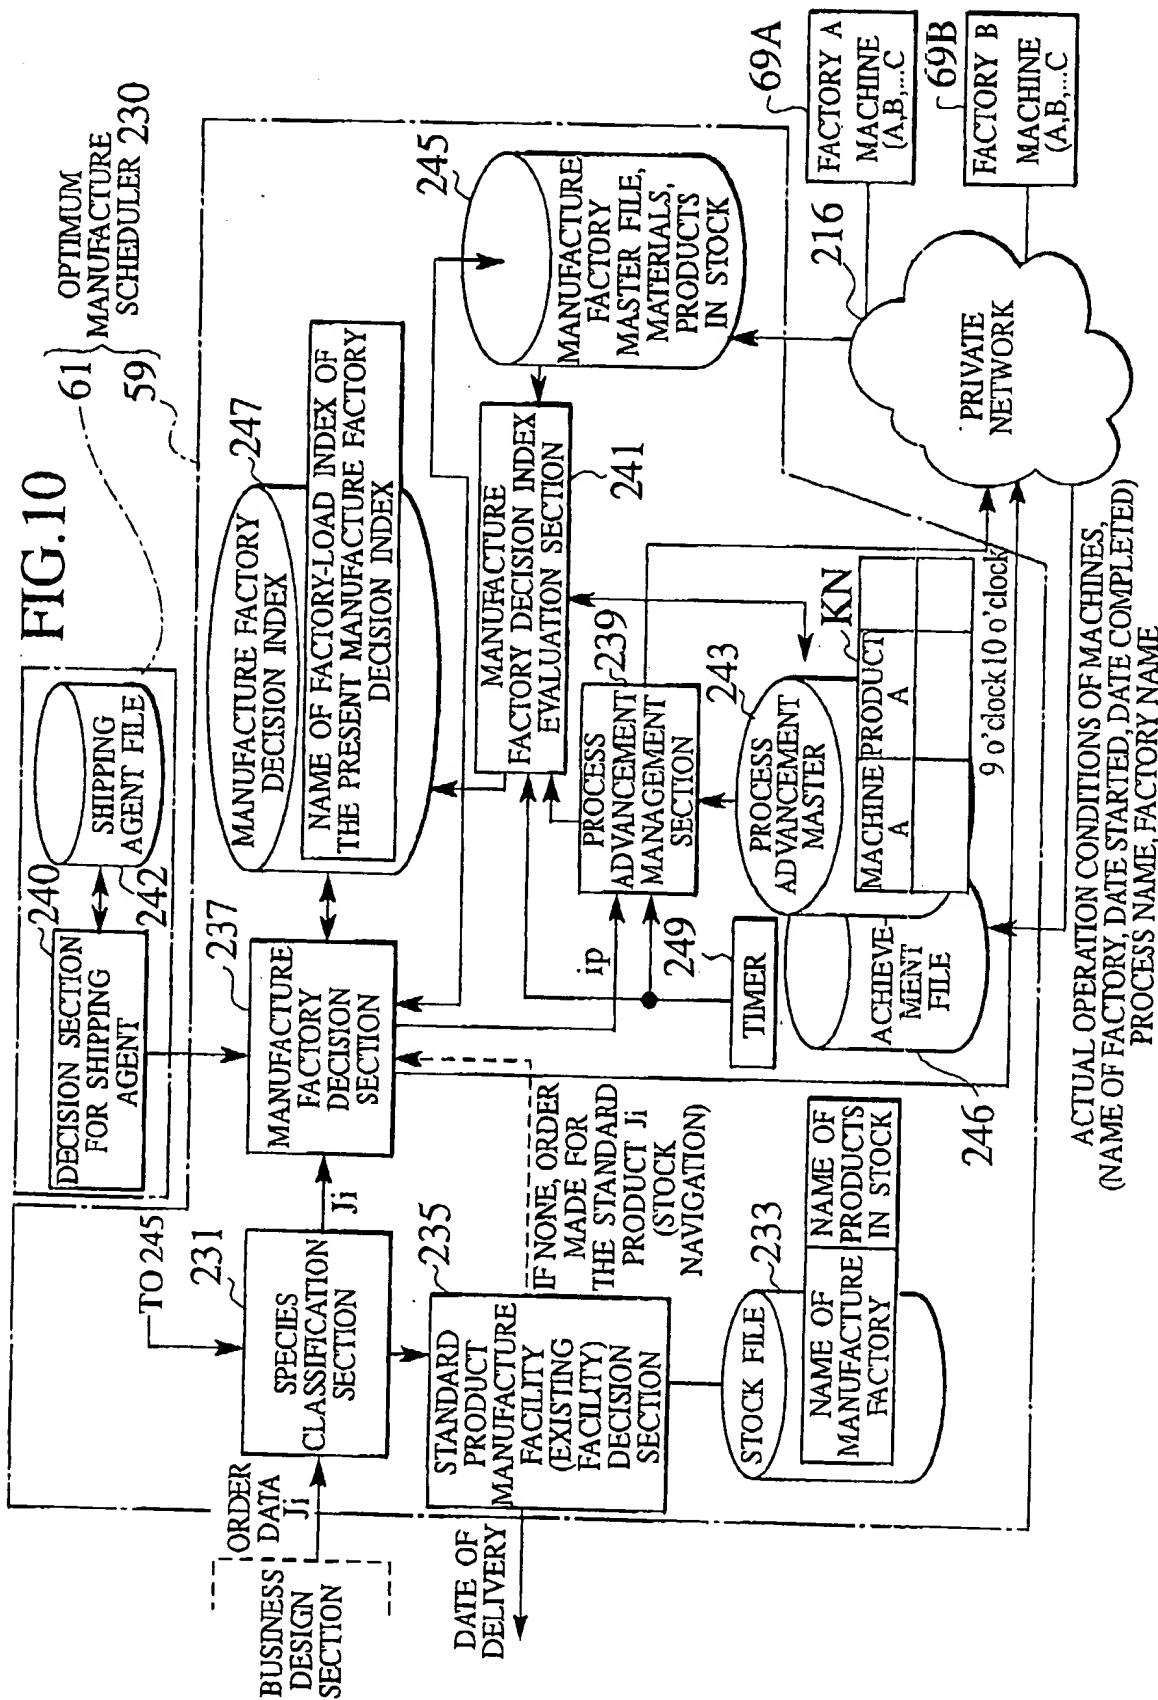 FIG.10
OPTIMUM
MANUFACTURE
SCHEDULER 230
61
59
240
DECISION SECTION
FOR SHIPPING
AGENT
SHIPPING
AGENT FILE
242
TO 245
231
SPECIES
CLASSIFICATION
SECTION
Ji
237
MANUFACTURE
FACTORY
DECISION
SECTION
247
MANUFACTURE FACTORY
DECISION INDEX
NAME OF FACTORY-LOAD INDEX OF
THE PRESENT MANUFACTURE FACTORY
DECISION INDEX
245
MANUFACTURE
FACTORY
MASTER FILE,
MATERIALS,
PRODUCTS
IN STOCK
BUSINESS
DESIGN
SECTION
ORDER
DATA
Ji
DATE OF
DELIVERY
235
STANDARD
PRODUCT
MANUFACTURE
FACILITY
(EXISTING
FACILITY)
DECISION
SECTION
IF NONE, ORDER
MADE FOR
THE STANDARD
PRODUCT Ji
(STOCK
NAVIGATION)
MANUFACTURE
FACTORY DECISION INDEX
EVALUATION SECTION
241
ip
249
TIMER
PROCESS
ADVANCEMENT
MANAGEMENT
SECTION
239
243
PROCESS
ADVANCEMENT
MASTER
KN
MACHINE PRODUCT
A A
9 o'clock 10 o'clock
ACHIEVE-
MENT
FILE
246
STOCK FILE
233
NAME OF
MANUFACTURE
FACTORY
NAME OF
PRODUCTS
IN STOCK
216
PRIVATE
NETWORK
69A
FACTORY A
MACHINE
(A,B,...C
69B
FACTORY B
MACHINE
(A,B,...C
ACTUAL OPERATION CONDITIONS OF MACHINES,
(NAME OF FACTORY, DATE STARTED, DATE COMPLETED)
PROCESS NAME, FACTORY NAME